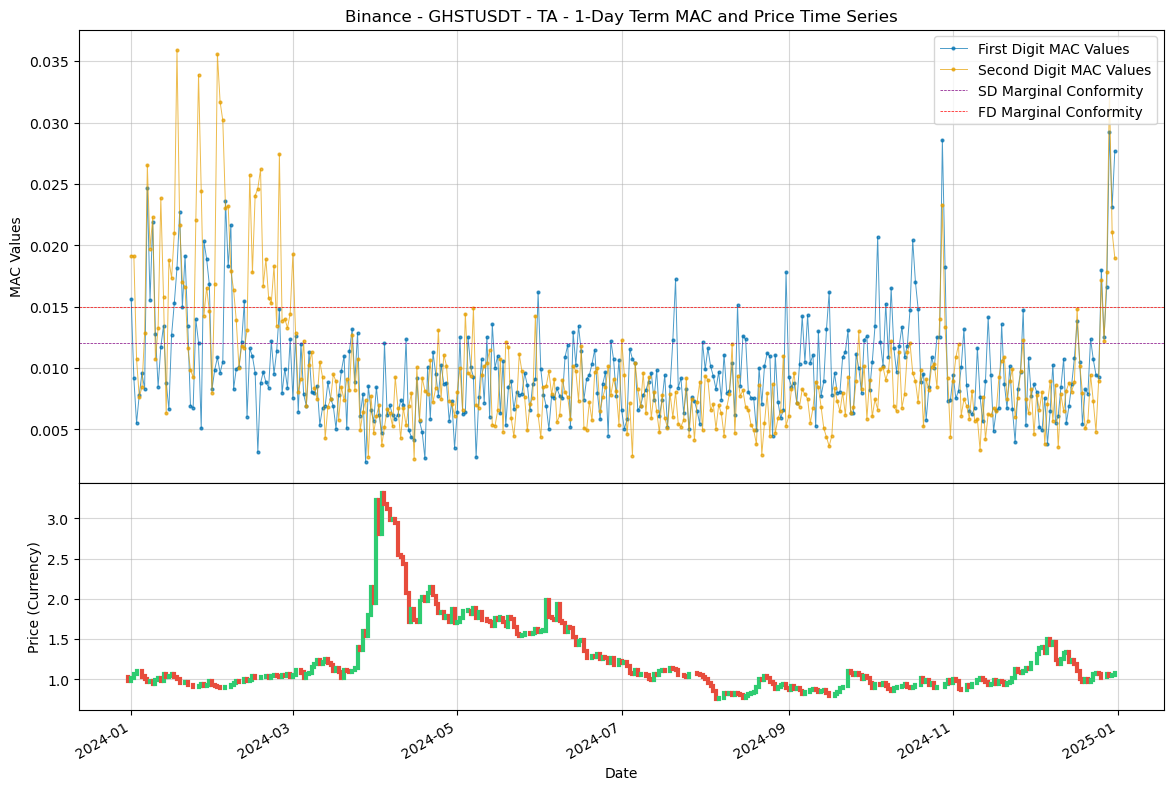 Binance - GHSTUSDT - TA - 1-Day Term MAC and Price Time Series
First Digit MAC Values
Second Digit MAC Values
SD Marginal Conformity
FD Marginal Conformity
MAC Values
0.035
0.030
0.025
0.020
0.015
0.010
0.005
Price (Currency)
3.0
2.5
2.0
1.5
1.0
2024-01
2024-03
2024-05
2024-07
2024-09
2024-11
2025-01
Date